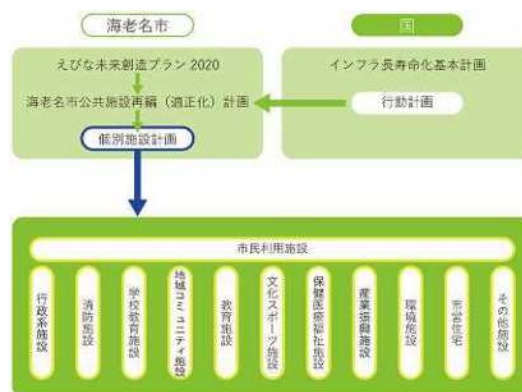 海老名市
国
えびな未来創造プラン 2020
インフラ長寿命化基本計画
海老名市公共施設再編（適正化）計画
行動計画
個別施設計画
市民利用施設
行政系施設
消防施設
学校教育施設
地域コミュニティ施設
教育施設
文化スポーツ施設
保健医療福祉施設
産業振興施設
環境施設
市営住宅
その他施設